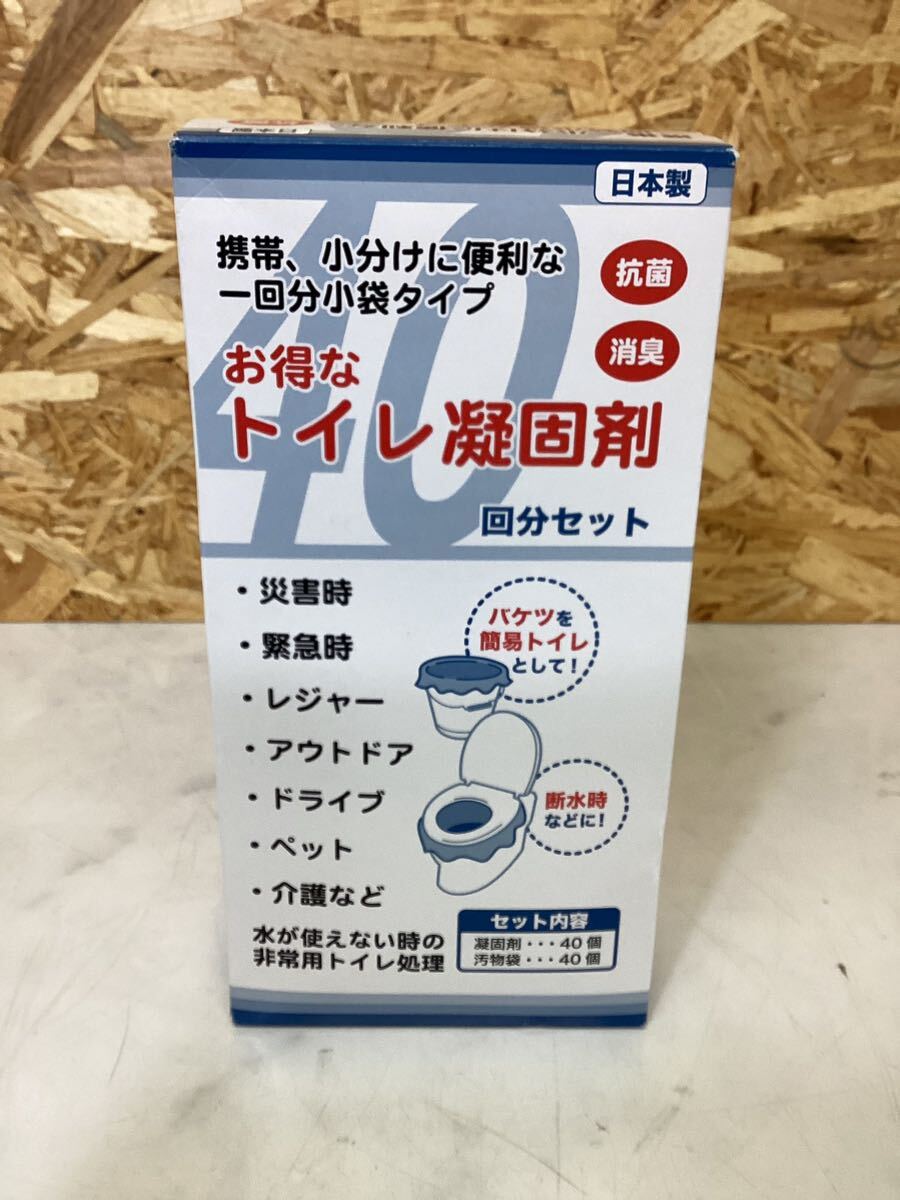 日本製
日本製
携帯、小分けに便利な
一回分小袋タイプ
抗菌
消臭
お得な
トイレ凝固剤
40
回分セット
・災害時
・緊急時
・レジャー
・アウトドア
・ドライブ
・ペット
・介護など
バケツを
簡易トイレ
として!
断水時
などに!
水が使えない時の
非常用トイレ処理
セット内容
凝固剤・・・40個
汚物袋・・・40個